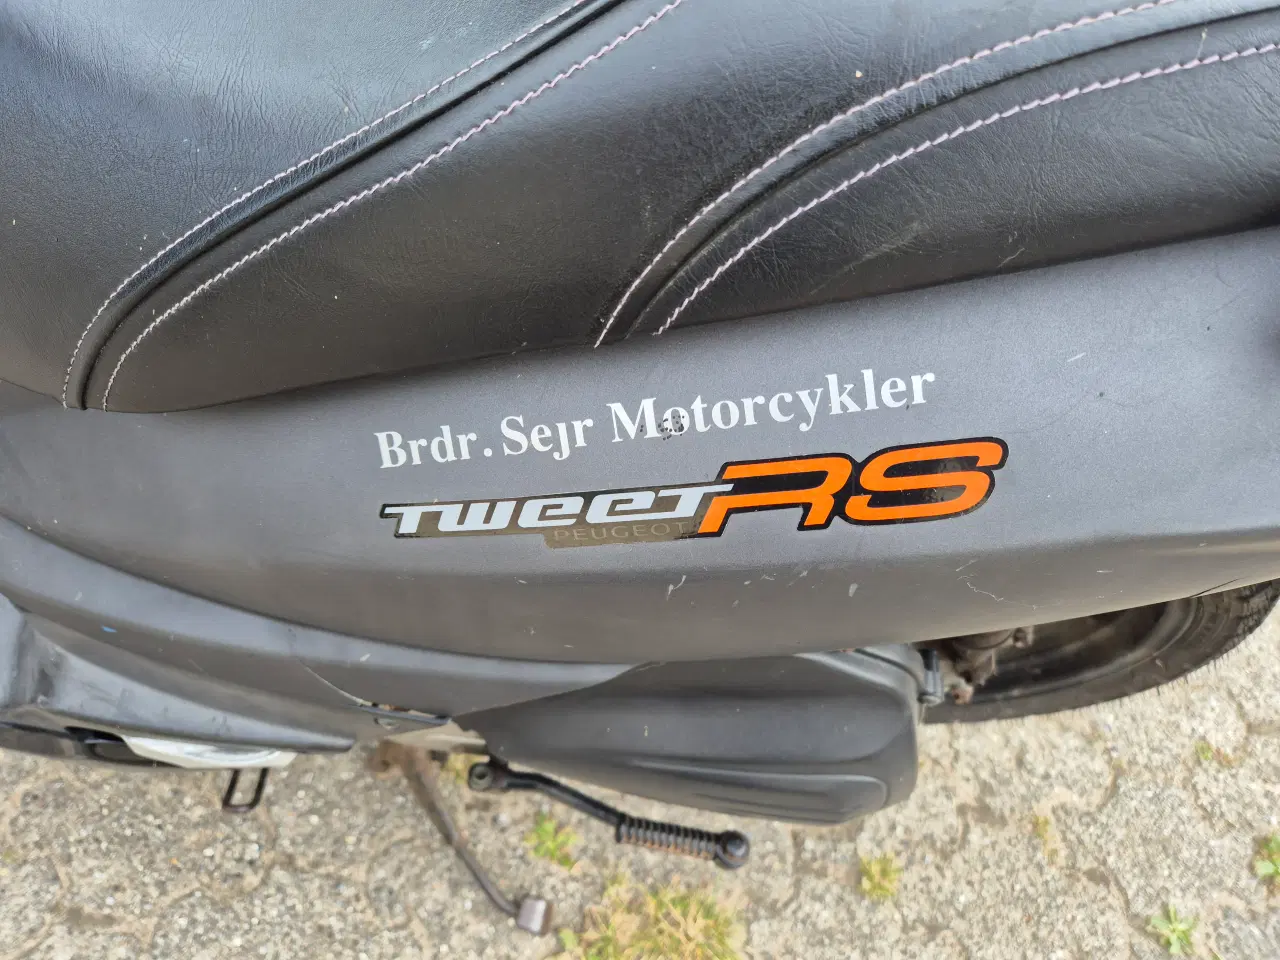 Brdr. Sejr Motorcykler
TWEET RS
PEUGEOT